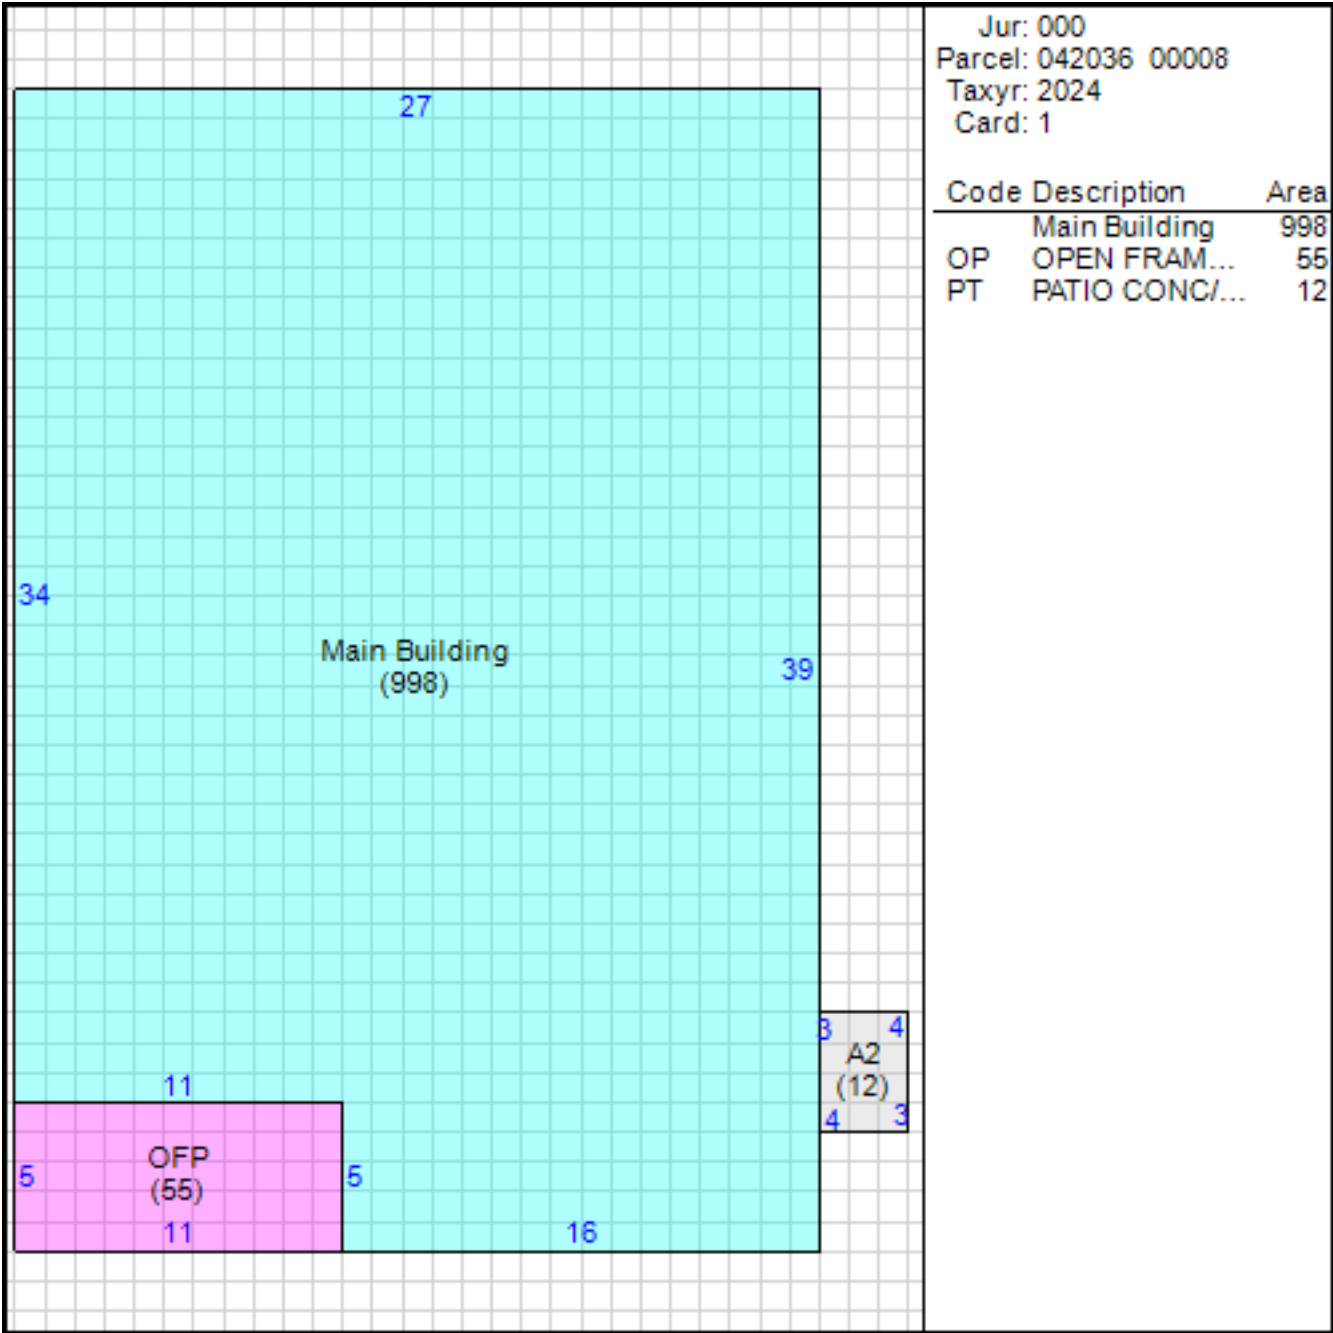 Jur: 000
Parcel: 042036 00008
Taxyr: 2024
Card: 1
Code Description Area
Main Building 998
OP OPEN FRAM... 55
PT PATIO CONC/... 12
27
34
Main Building
(998)
39
3 4
A2
(12)
4 3
11
OFP
(55)
5 5
11 16